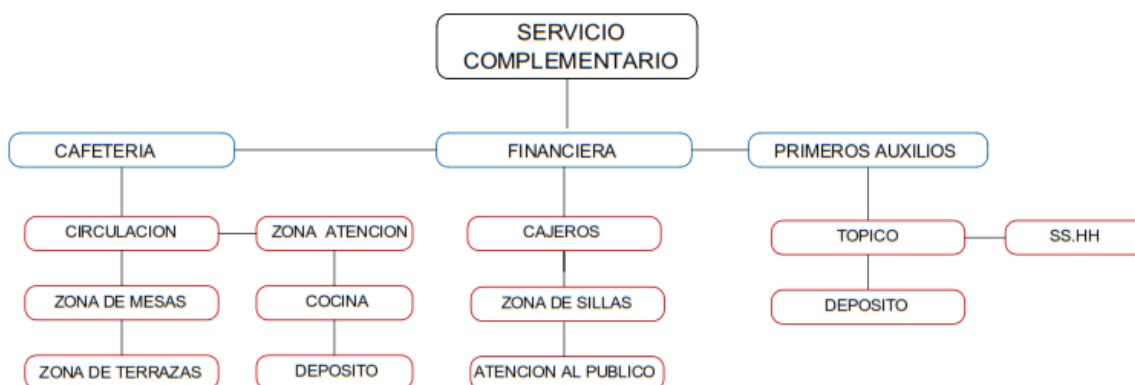 SERVICIO
COMPLEMENTARIO
CAFETERIA
FINANCIERA
PRIMEROS AUXILIOS
CIRCULACION
ZONA ATENCION
CAJEROS
TOPICO
SS.HH
ZONA DE MESAS
COCINA
ZONA DE SILLAS
DEPOSITO
ZONA DE TERRAZAS
DEPOSITO
ATENCION AL PUBLICO